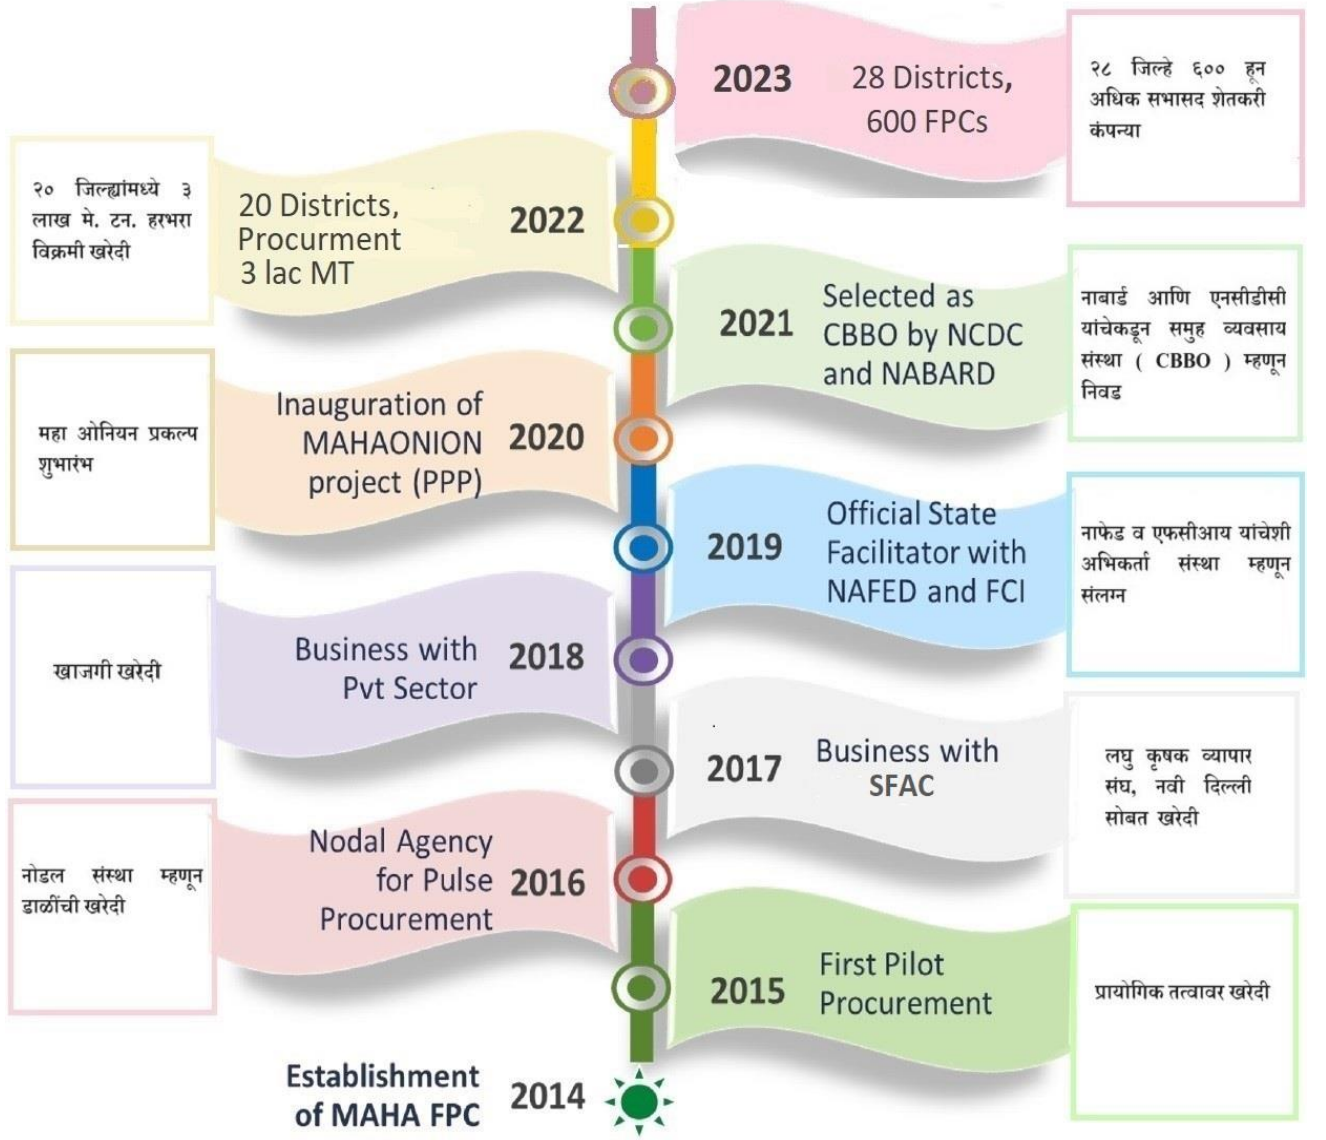 2023
28 Districts,
600 FPCs
२८ जिल्हे ६०० हून
अधिक सभासद शेतकरी
कंपन्या
२० जिल्ह्यांमध्ये ३
लाख मे. टन. हरभरा
विक्रमी खरेदी
20 Districts,
Procurment
3 lac MT
2022
2021
Selected as
CBBO by NCDC
and NABARD
नाबार्ड आणि एनसीडीसी
यांचेकडून समुह व्यवसाय
संस्था ( CBBO ) म्हणून
निवड
महा ओनियन प्रकल्प
शुभारंभ
Inauguration of
MAHAONION
project (PPP)
2020
2019
Official State
Facilitator with
NAFED and FCI
नाफेड व एफसीआय यांचेशी
अभिकर्ता संस्था म्हणून
संलग्न
खाजगी खरेदी
Business with
Pvt Sector
2018
2017
Business with
SFAC
लघु कृषक व्यापार
संघ, नवी दिल्ली
सोबत खरेदी
नोडल संस्था म्हणून
डाळींची खरेदी
Nodal Agency
for Pulse
Procurement
2016
2015
First Pilot
Procurement
प्रायोगिक तत्वावर खरेदी
Establishment
of MAHA FPC
2014